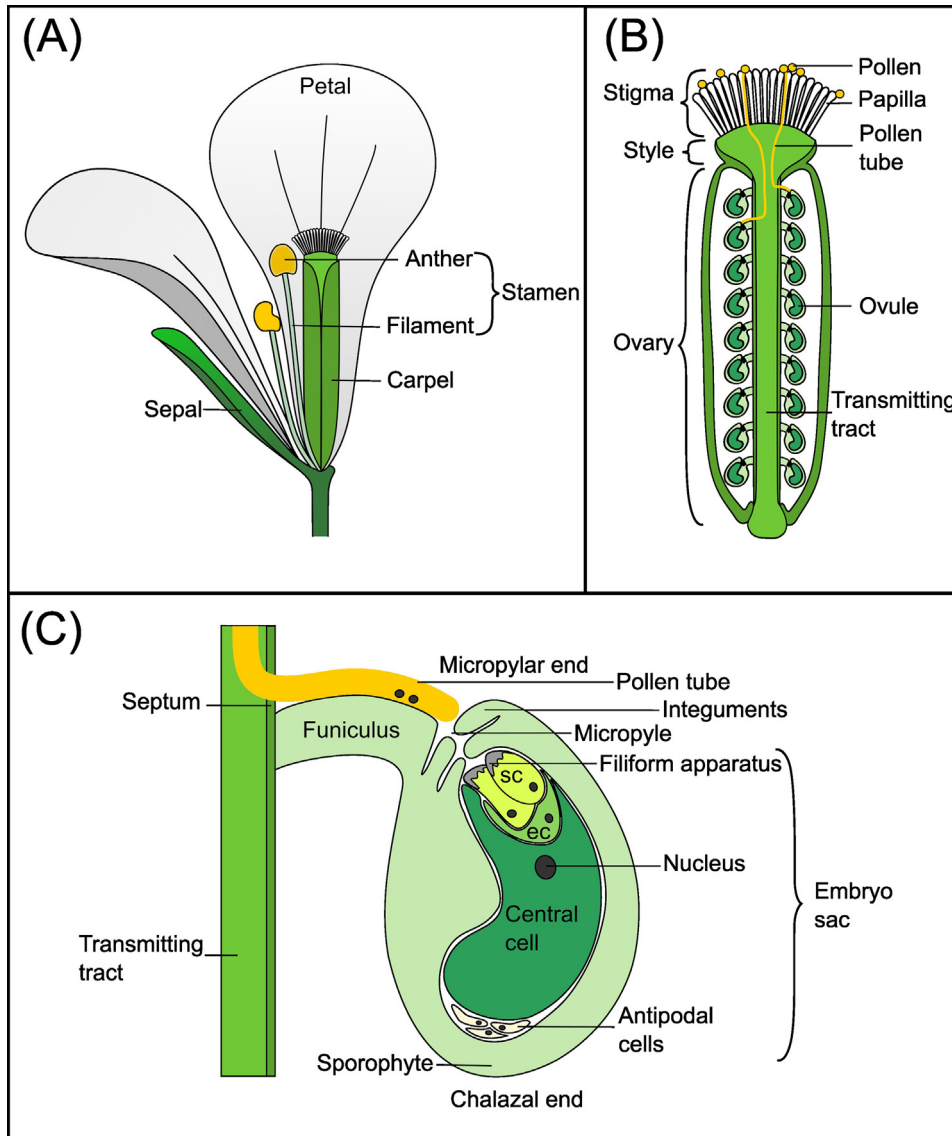 (A)
Petal
Anther
Stamen
Filament
Carpel
Sepal
(B)
Pollen
Stigma
Papilla
Style
Pollen
tube
Ovule
Ovary
Transmitting
tract
(C)
Micropylar end
Pollen tube
Septum
Integuments
Funiculus
Micropyle
Filiform apparatus
sc
ec
Nucleus
Central
cell
Embryo
sac
Transmitting
tract
Antipodal
cells
Sporophyte
Chalazal end